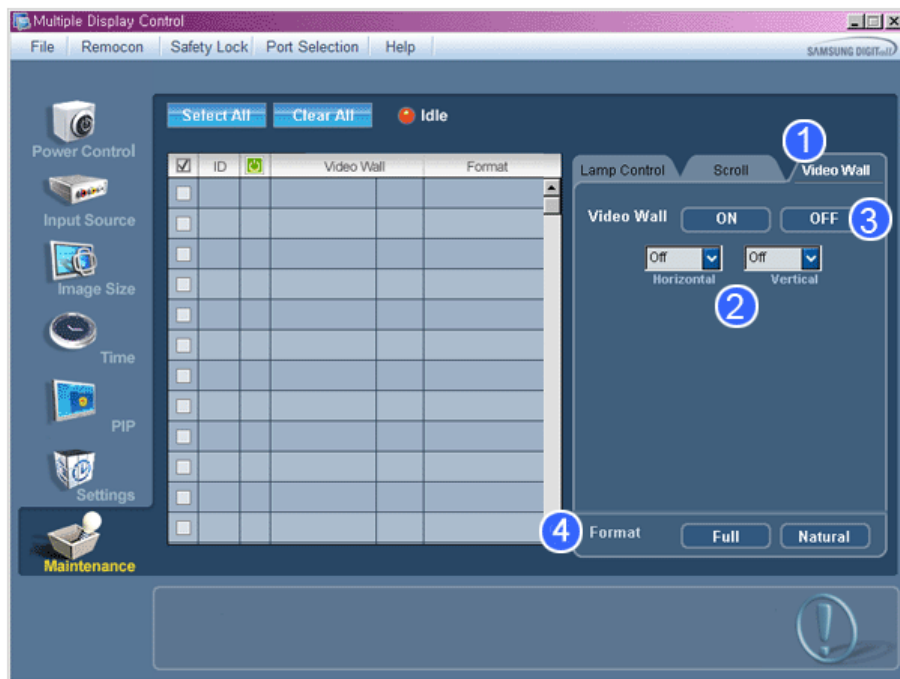 Multiple Display Control
File Remocon Safety Lock Port Selection Help
SAMSUNG DIGITall
Select All Clear All Idle
1
Power Control
ID Video Wall Format
Lamp Control Scroll Video Wall
Input Source
Video Wall ON OFF 3
Off Off
Horizontal Vertical
2
Image Size
Time
PIP
Settings
4 Format Full Natural
Maintenance